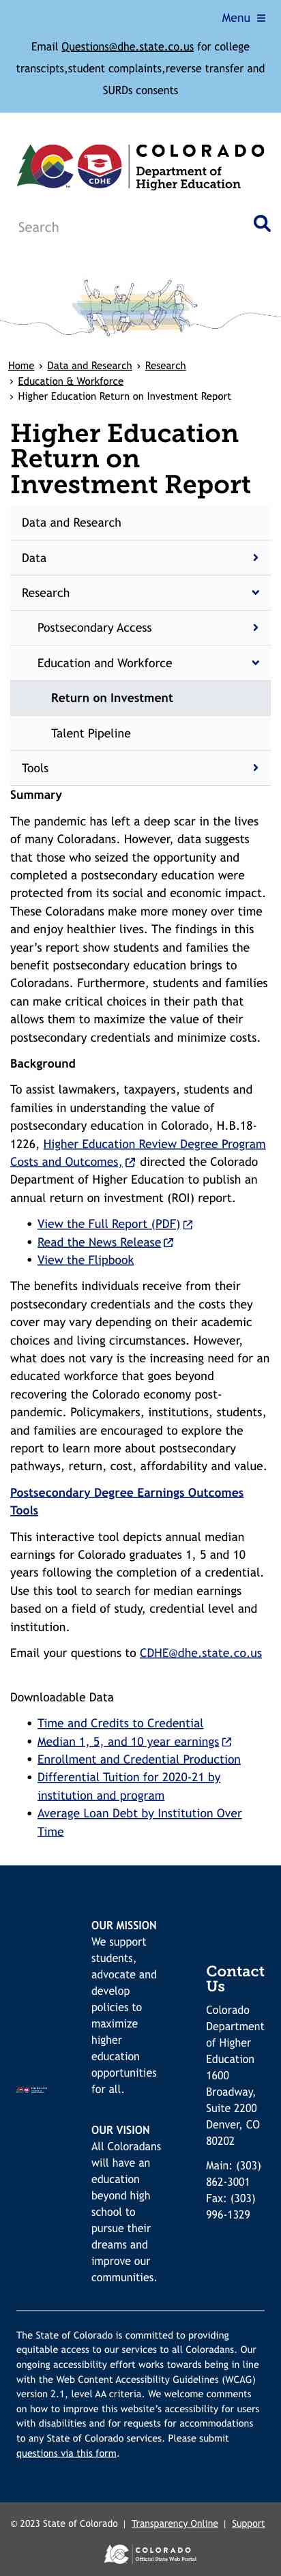 Menu
Email Questions@dhe.state.co.us for college
transcipts,student complaints,reverse transfer and
SURDs consents
CDHE
TM
COLORADO
Department of
Higher Education
Search
Home › Data and Research › Research
› Education & Workforce
› Higher Education Return on Investment Report
Higher Education
Return on
Investment Report
Data and Research
Data
Research
Postsecondary Access
Education and Workforce
Return on Investment
Talent Pipeline
Tools
Summary
The pandemic has left a deep scar in the lives
of many Coloradans. However, data suggests
that those who seized the opportunity and
completed a postsecondary education were
protected from its social and economic impact.
These Coloradans make more money over time
and enjoy healthier lives. The findings in this
year's report show students and families the
benefit postsecondary education brings to
Coloradans. Furthermore, students and families
can make critical choices in their path that
allows them to maximize the value of their
postsecondary credentials and minimize costs.
Background
To assist lawmakers, taxpayers, students and
families in understanding the value of
postsecondary education in Colorado, H.B.18-
1226, Higher Education Review Degree Program
Costs and Outcomes, directed the Colorado
Department of Higher Education to publish an
annual return on investment (ROI) report.
• View the Full Report (PDF)
• Read the News Release
• View the Flipbook
The benefits individuals receive from their
postsecondary credentials and the costs they
cover may vary depending on their academic
choices and living circumstances. However,
what does not vary is the increasing need for an
educated workforce that goes beyond
recovering the Colorado economy post-
pandemic. Policymakers, institutions, students,
and families are encouraged to explore the
report to learn more about postsecondary
pathways, return, cost, affordability and value.
Postsecondary Degree Earnings Outcomes
Tools
This interactive tool depicts annual median
earnings for Colorado graduates 1, 5 and 10
years following the completion of a credential.
Use this tool to search for median earnings
based on a field of study, credential level and
institution.
Email your questions to CDHE@dhe.state.co.us
Downloadable Data
• Time and Credits to Credential
• Median 1, 5, and 10 year earnings
• Enrollment and Credential Production
• Differential Tuition for 2020-21 by
institution and program
• Average Loan Debt by Institution Over
Time
OUR MISSION
We support
students,
advocate and
develop
policies to
maximize
higher
education
opportunities
for all.
OUR VISION
All Coloradans
will have an
education
beyond high
school to
pursue their
dreams and
improve our
communities.
Contact
Us
Colorado
Department
of Higher
Education
1600
Broadway,
Suite 2200
Denver, CO
80202
Main: (303)
862-3001
Fax: (303)
996-1329
The State of Colorado is committed to providing
equitable access to our services to all Coloradans. Our
ongoing accessibility effort works towards being in line
with the Web Content Accessibility Guidelines (WCAG)
version 2.1, level AA criteria. We welcome comments
on how to improve this website's accessibility for users
with disabilities and for requests for accommodations
to any State of Colorado services. Please submit
questions via this form.
© 2023 State of Colorado | Transparency Online | Support
COLORADO
Official State Web Portal